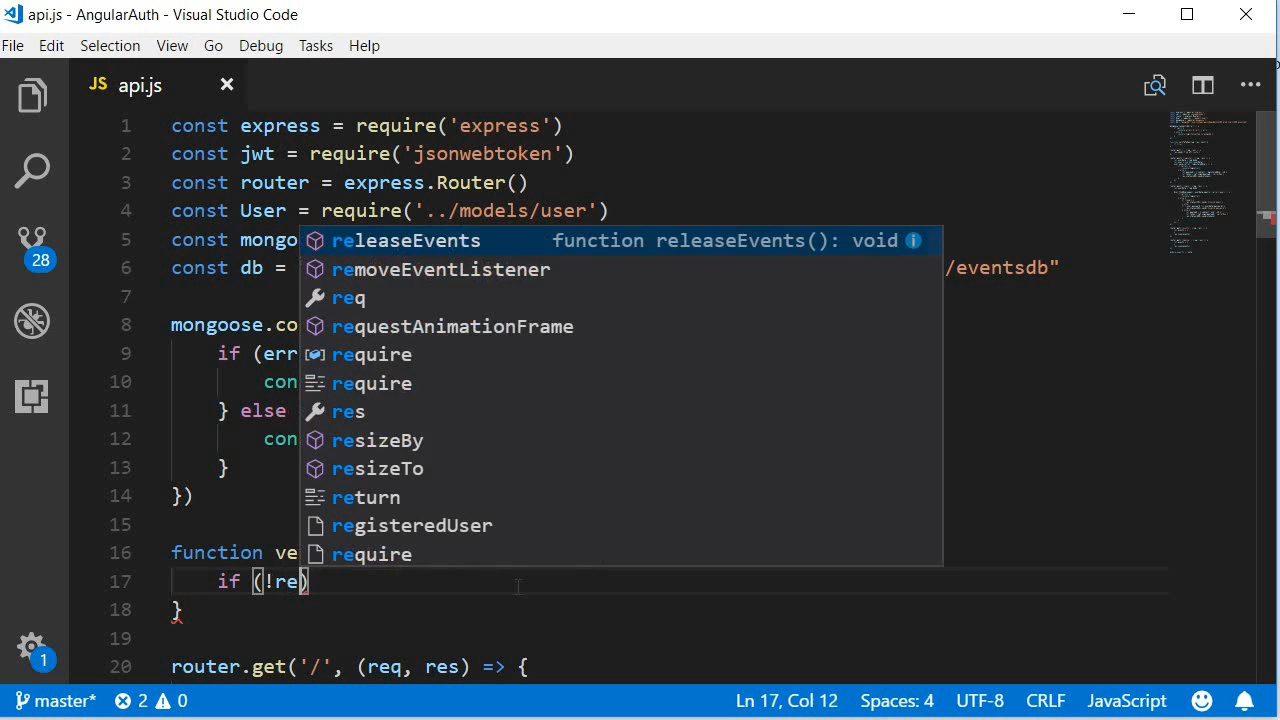 api.js - AngularAuth - Visual Studio Code
File Edit Selection View Go Debug Tasks Help
JS api.js
1 const express = require('express')
2 const jwt = require('jsonwebtoken')
3 const router = express.Router()
4 const User = require('../models/user')
5 const mongo
6 const db = /eventsdb"
7
8 mongoose.co
9 if (err
10 con
11 } else
12 con
13 }
14 })
15
16 function ve
17 if (!re)
18 }
19
20 router.get('/', (req, res) => {
releaseEvents function releaseEvents(): void
removeEventListener
req
requestAnimationFrame
require
require
res
resizeBy
resizeTo
return
registeredUser
require
28
1
master* 2 0 Ln 17, Col 12 Spaces: 4 UTF-8 CRLF JavaScript